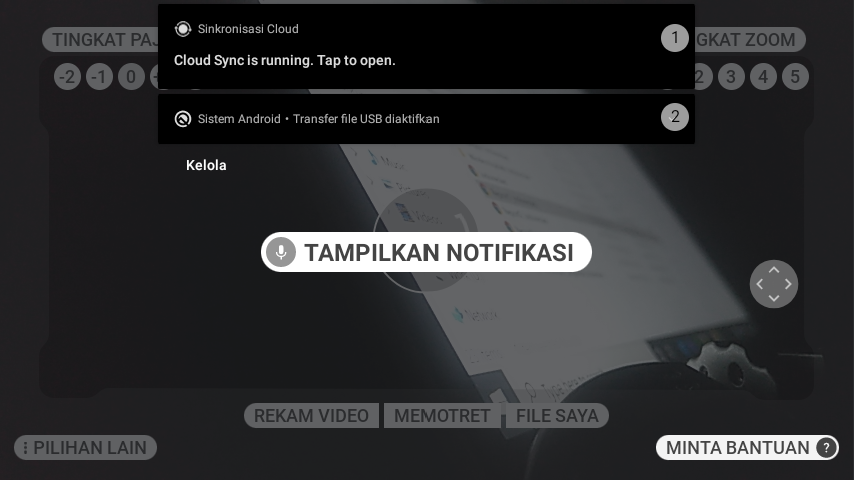 Sinkronisasi Cloud
1
Cloud Sync is running. Tap to open.
Sistem Android • Transfer file USB diaktifkan
2
Kelola
TINGKAT PAJ
GKAT ZOOM
-2 -1 0
2 3 4 5
TAMPILKAN NOTIFIKASI
REKAM VIDEO
MEMOTRET
FILE SAYA
PILIHAN LAIN
MINTA BANTUAN ?